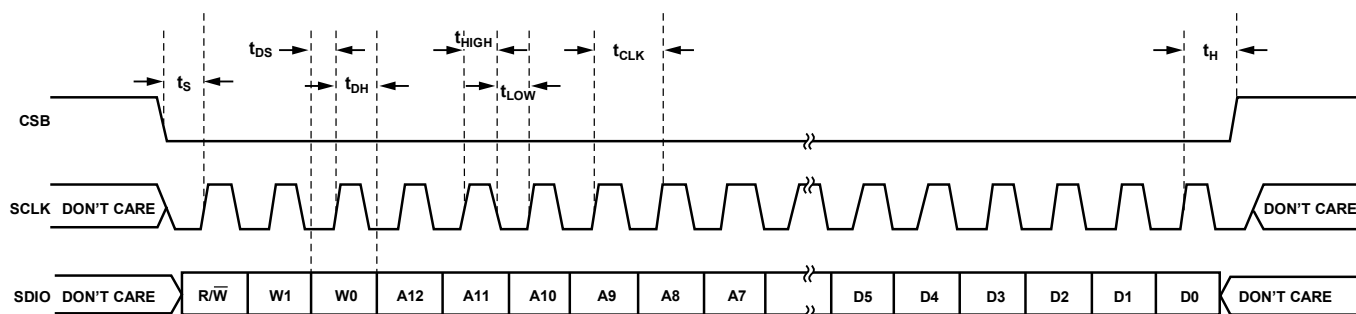 tDS
tHIGH
tCLK
tH
tS
tDH
tLOW
CSB
SCLK DON'T CARE DON'T CARE
SDIO DON'T CARE R/W̅ W1 W0 A12 A11 A10 A9 A8 A7 D5 D4 D3 D2 D1 D0 DON'T CARE